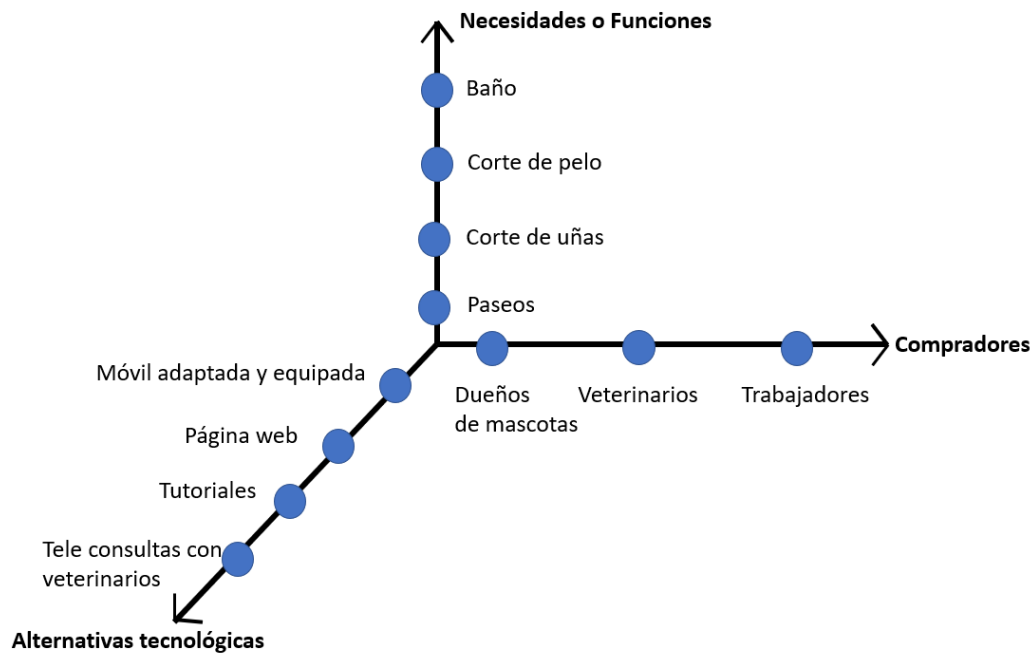 Necesidades o Funciones
Baño
Corte de pelo
Corte de uñas
Paseos
Compradores
Dueños
de mascotas
Veterinarios
Trabajadores
Móvil adaptada y equipada
Página web
Tutoriales
Tele consultas con
veterinarios
Alternativas tecnológicas